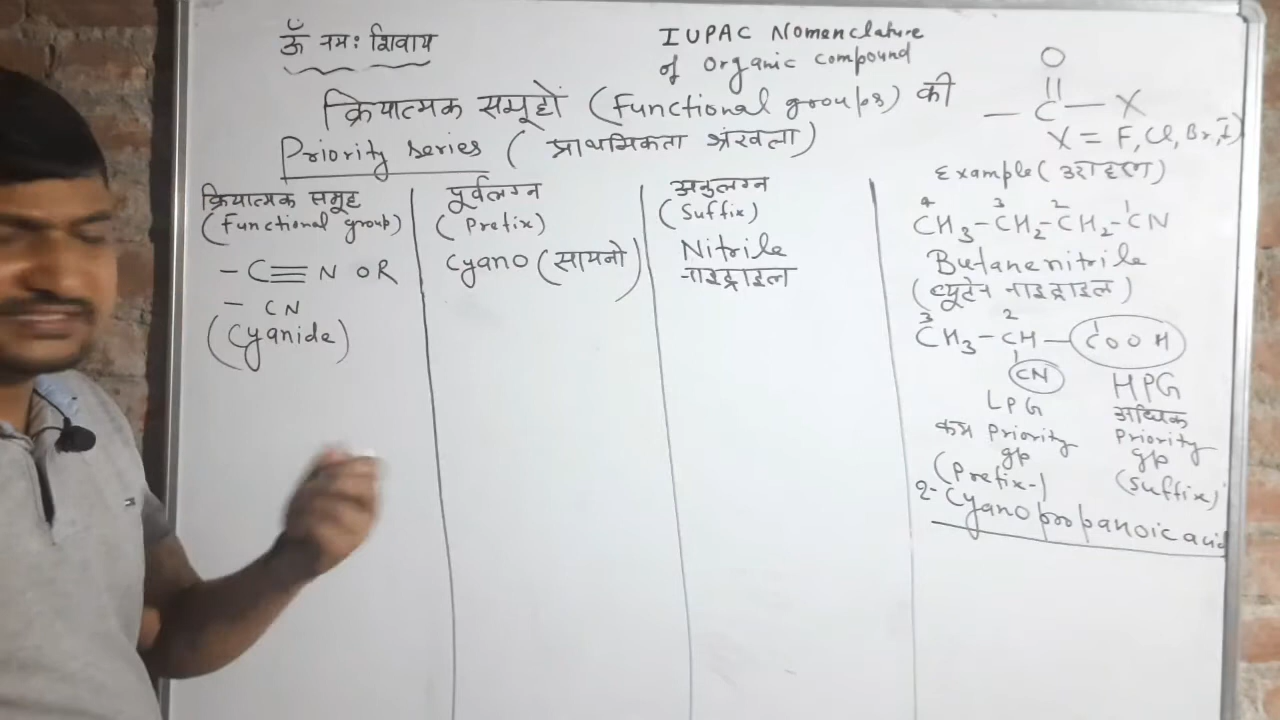 ॐ नमः शिवाय
IUPAC Nomenclature
of Organic compound
क्रियात्मक समूहों (Functional groups) की
Priority series (प्राथमिकता श्रंखला)
O
||
— C — X
X = F, Cl, Br, I)
क्रियात्मक समूह
(Functional group)
– C ≡ N OR
– CN
(Cyanide)
पूर्वलग्न
(Prefix)
Cyano (सायनो)
अनुलग्न
(Suffix)
Nitrile
नाइट्राइल
Example (उदाहरण)
4 3 2 1
CH3–CH2–CH2–CN
Butanenitrile
(ब्यूटेन नाइट्राइल)
3 2 1
CH3–CH–COOH
CN
LPG
कम Priority
gp
(Prefix-)
HPG
अधिक
Priority
gp
(Suffix)
2-Cyanopropanoic acid